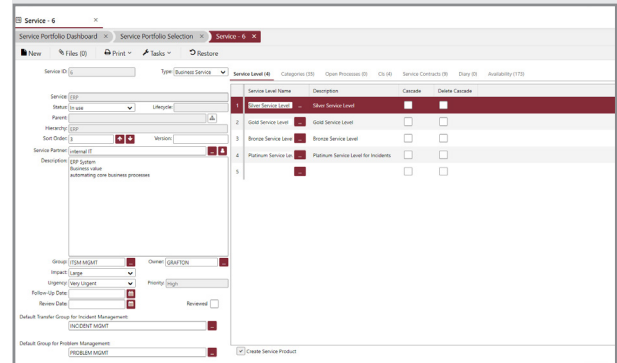 Service - 6 ×
Service Portfolio Dashboard × Service Portfolio Selection × Service - 6 ×
New Files (0) Print Tasks Restore
Service ID: 6 Type: Business Service
Service: ERP
Status: In use Lifecycle:
Parent:
Hierarchy: ERP
Sort Order: 3 Version:
Service Partner: internal IT
Description: ERP System
Business value
automating core business processes
Group: ITSM MGMT Owner: GRAFTON
Impact: Large
Urgency: Very Urgent Priority: High
Follow-Up Date:
Review Date: Reviewed
Default Transfer Group for Incident Management:
INCIDENT MGMT
Default Group for Problem Management:
PROBLEM MGMT
Service Level (4) Categories (33) Open Processes (0) CIs (4) Service Contracts (9) Diary (0) Availability (173)
Service Level Name Description Cascade Delete Cascade
1 Silver Service Level Silver Service Level
2 Gold Service Level Gold Service Level
3 Bronze Service Leve Bronze Service Level
4 Platinum Service Lev Platinum Service Level for Incidents
5
Create Service Product